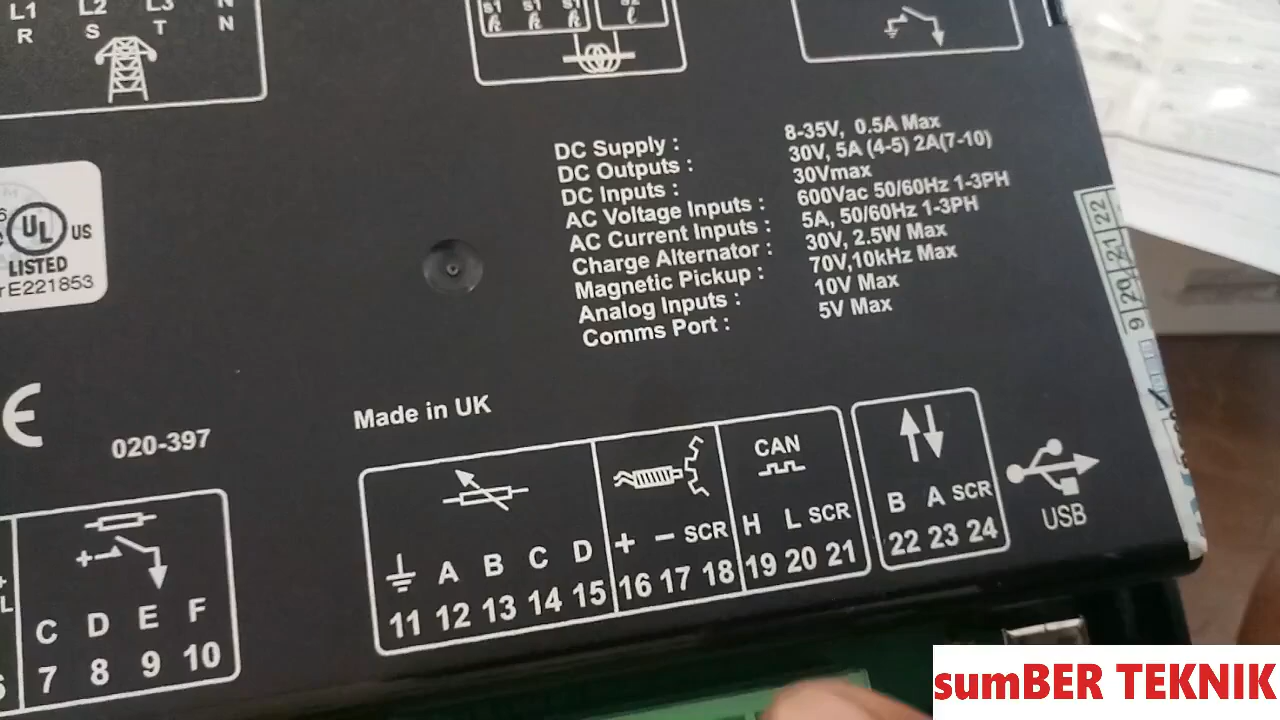 L1 L2 L3 N
R S T N
S1 S1 S1
k k k l
DC Supply : 8-35V, 0.5A Max
DC Outputs : 30V, 5A (4-5) 2A(7-10)
DC Inputs : 30Vmax
AC Voltage Inputs : 600Vac 50/60Hz 1-3PH
AC Current Inputs : 5A, 50/60Hz 1-3PH
Charge Alternator : 30V, 2.5W Max
Magnetic Pickup : 70V,10kHz Max
Analog Inputs : 10V Max
Comms Port : 5V Max
UL US
LISTED
E221853
9 20 21 22
CE
020-397
Made in UK
C D E F
7 8 9 10
A B C D
11 12 13 14 15
+ − SCR
16 17 18
CAN
H L SCR
19 20 21
B A SCR
22 23 24
USB
sumBER TEKNIK